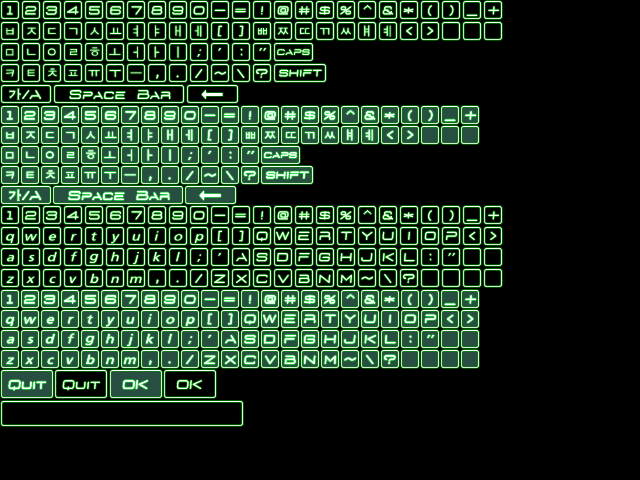 1 2 3 4 5 6 7 8 9 0 - = ! @ # $ % ^ & * ( ) _ +
ㅂ ㅈ ㄷ ㄱ ㅅ ㅛ ㅕ ㅑ ㅐ ㅔ [ ] ㅃ ㅉ ㄸ ㄲ ㅆ ㅒ ㅖ < >
ㅁ ㄴ ㅇ ㄹ ㅎ ㅓ ㅏ ㅣ ; ' : " CAPS
ㅋ ㅌ ㅊ ㅍ ㅠ ㅜ ㅡ , . / ~ \ ? SHIFT
가/A SPACE BAR ←
1 2 3 4 5 6 7 8 9 0 - = ! @ # $ % ^ & * ( ) _ +
ㅂ ㅈ ㄷ ㄱ ㅅ ㅕ ㅑ ㅐ ㅔ [ ] ㅃ ㅉ ㄸ ㄲ ㅆ ㅒ ㅖ < >
ㅁ ㄴ ㅇ ㄹ ㅎ ㅓ ㅏ ㅣ ; ' : " CAPS
ㅋ ㅌ ㅊ ㅍ ㅠ ㅜ ㅡ , . / ~ \ ? SHIFT
가/A SPACE BAR ←
1 2 3 4 5 6 7 8 9 0 - = ! @ # $ % ^ & * ( ) _ +
q w e r t y u i o p [ ] Q W E R T Y U I O P < >
a s d f g h j k l ; ' A S D F G H J K L : "
z x c v b n m , . / Z X C V B N M ~ \ ?
1 2 3 4 5 6 7 8 9 0 - = ! @ # $ % ^ & * ( ) _ +
q w e r t y u i o p [ ] Q W E R T Y U I O P < >
a s d f g h j k l ; ' A S D F G H J K L : "
z x c v b n m , . / Z X C V B N M ~ \ ?
QUIT QUIT OK OK